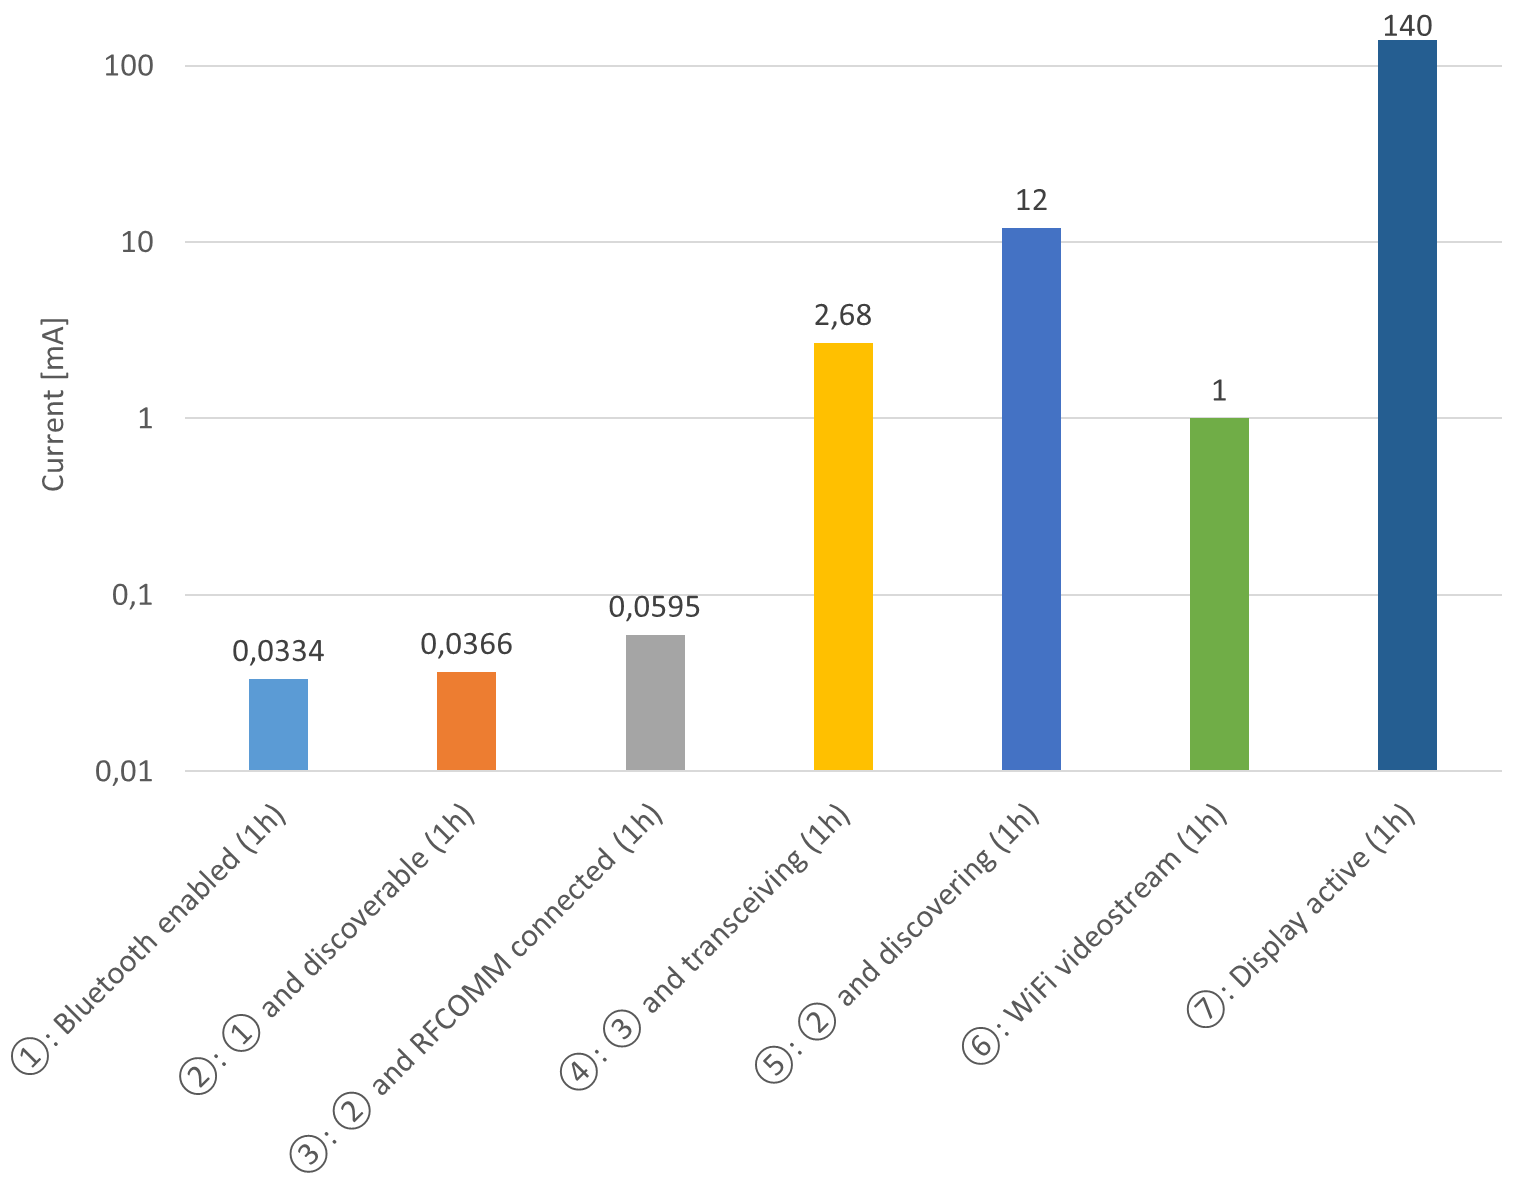 140
100
12
10
2,68
Current [mA]
1
1
0,1
0,0595
0,0366
0,0334
0,01
①: Bluetooth enabled (1h)
②: ① and discoverable (1h)
③: ② and RFCOMM connected (1h)
④: ③ and transceiving (1h)
⑤: ② and discovering (1h)
⑥: WiFi videostream (1h)
⑦: Display active (1h)